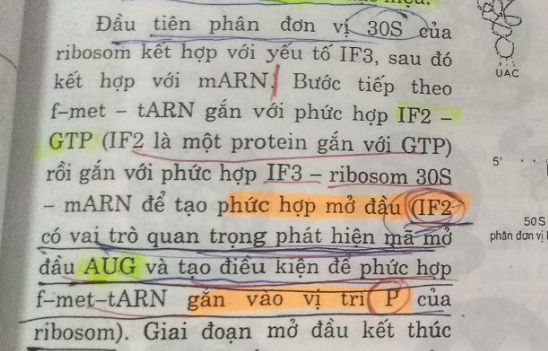 Đầu tiên phân đơn vị 30S của
ribosom kết hợp với yếu tố IF3, sau đó
kết hợp với mARN. Bước tiếp theo
f–met – tARN gắn với phức hợp IF2 –
GTP (IF2 là một protein gắn với GTP)
rồi gắn với phức hợp IF3 – ribosom 30S
– mARN để tạo phức hợp mở đầu (IF2
có vai trò quan trọng phát hiện mã mở
đầu AUG và tạo điều kiện để phức hợp
f–met–tARN gắn vào vị trí P của
ribosom). Giai đoạn mở đầu kết thúc
UAC
5'
50S
phân đơn vị